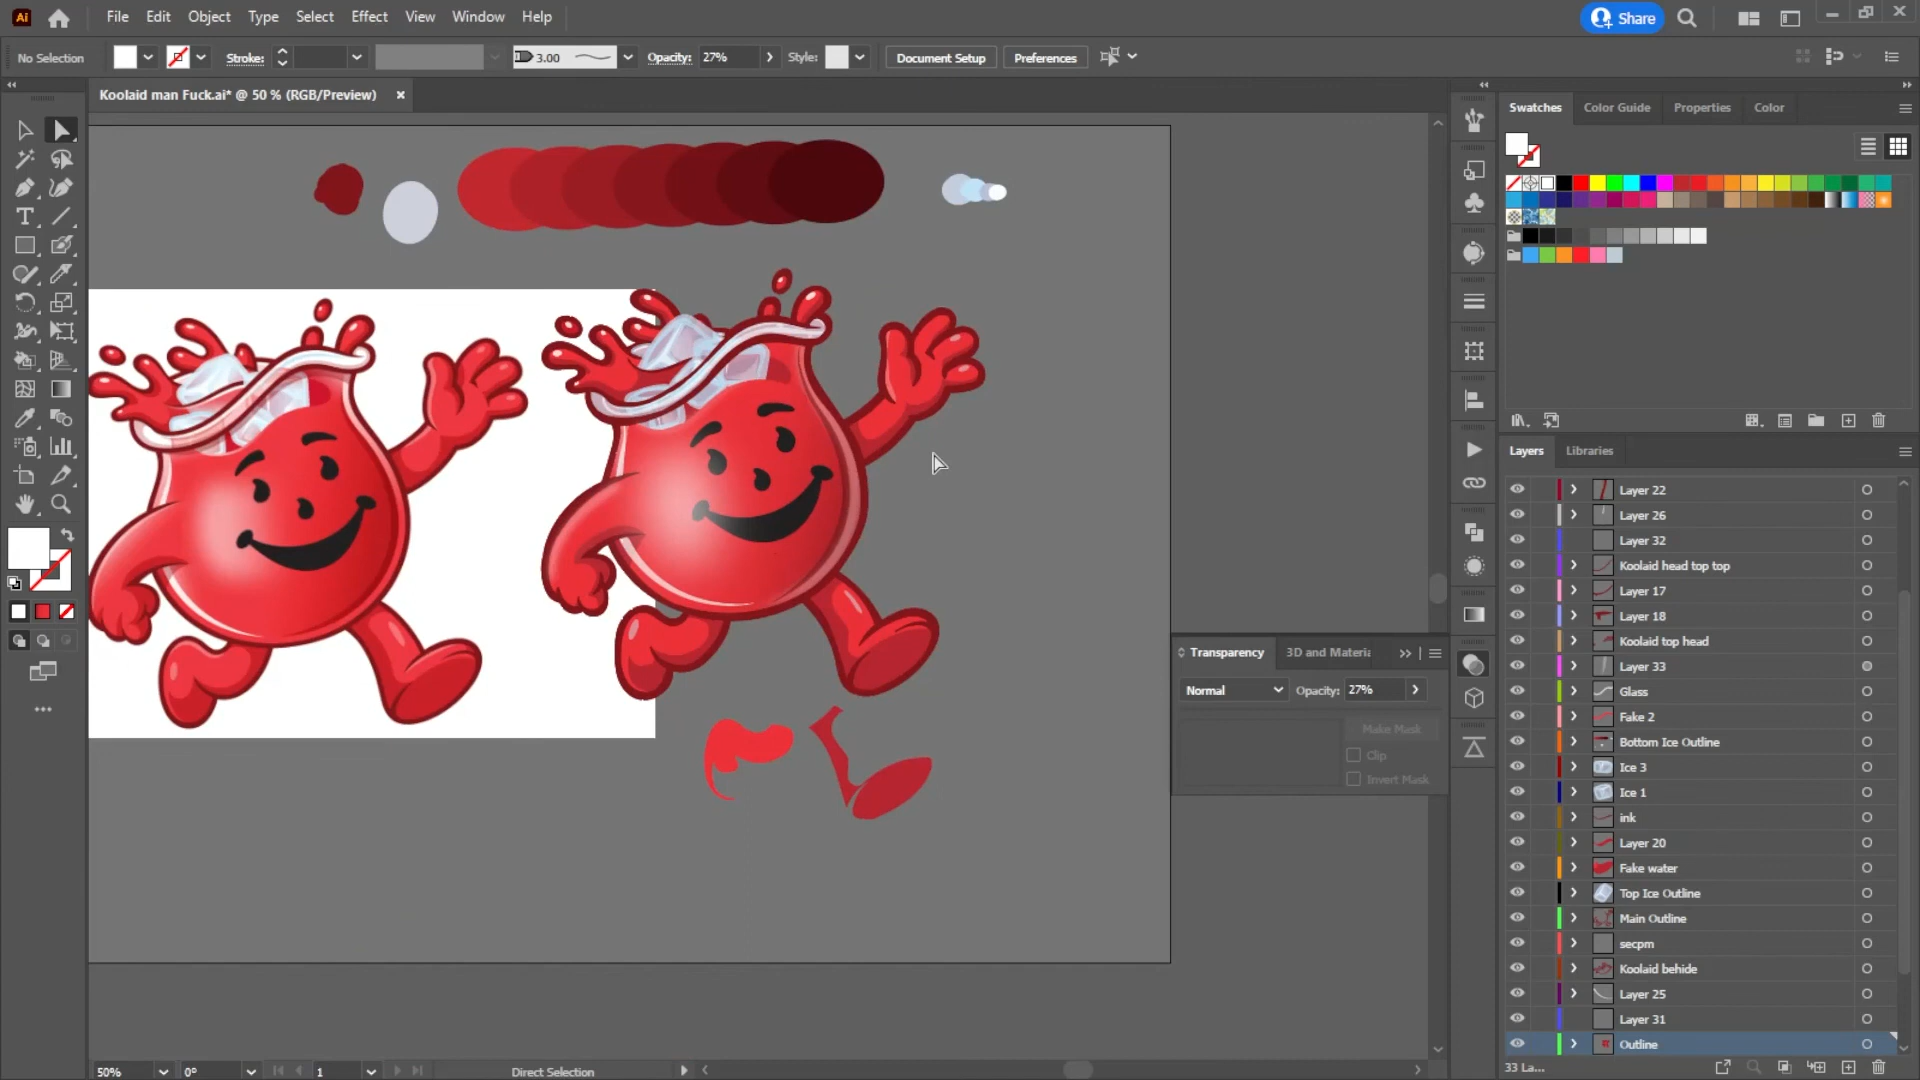 Ai File Edit Object Type Select Effect View Window Help Share
No Selection Stroke: 3.00 Opacity: 27% Style: Document Setup Preferences
Koolaid man Fuck.ai* @ 50 % (RGB/Preview)
Swatches Color Guide Properties Color
Layers Libraries
Layer 22
Layer 26
Layer 32
Koolaid head top top
Layer 17
Layer 18
Koolaid top head
Layer 33
Glass
Fake 2
Bottom Ice Outline
Ice 3
Ice 1
ink
Layer 20
Fake water
Top Ice Outline
Main Outline
secpm
Koolaid behide
Layer 25
Layer 31
Outline
33 La...
Transparency 3D and Materia
Normal Opacity: 27%
Make Mask
Clip
Invert Mask
50% 0° 1 Direct Selection